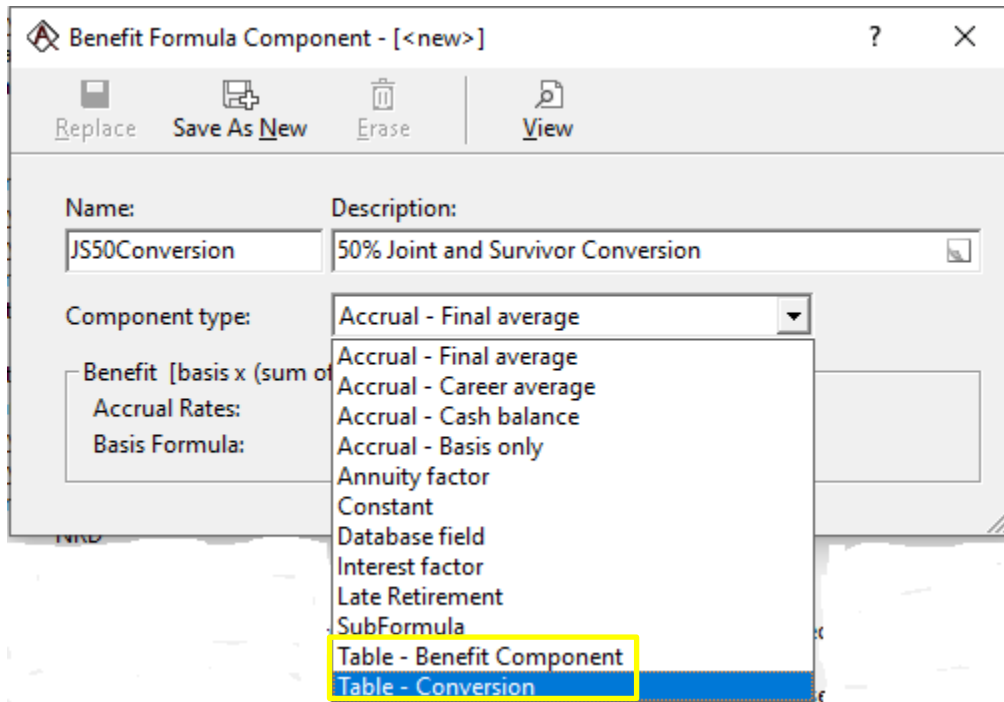 Benefit Formula Component - [<new>]
?
Replace
Save As New
Erase
View
Name:
Description:
JS50Conversion
50% Joint and Survivor Conversion
Component type:
Accrual - Final average
Accrual - Final average
Accrual - Career average
Accrual - Cash balance
Accrual - Basis only
Annuity factor
Constant
Database field
Interest factor
Late Retirement
SubFormula
Table - Benefit Component
Table - Conversion
Benefit [basis x (sum of
Accrual Rates:
Basis Formula: